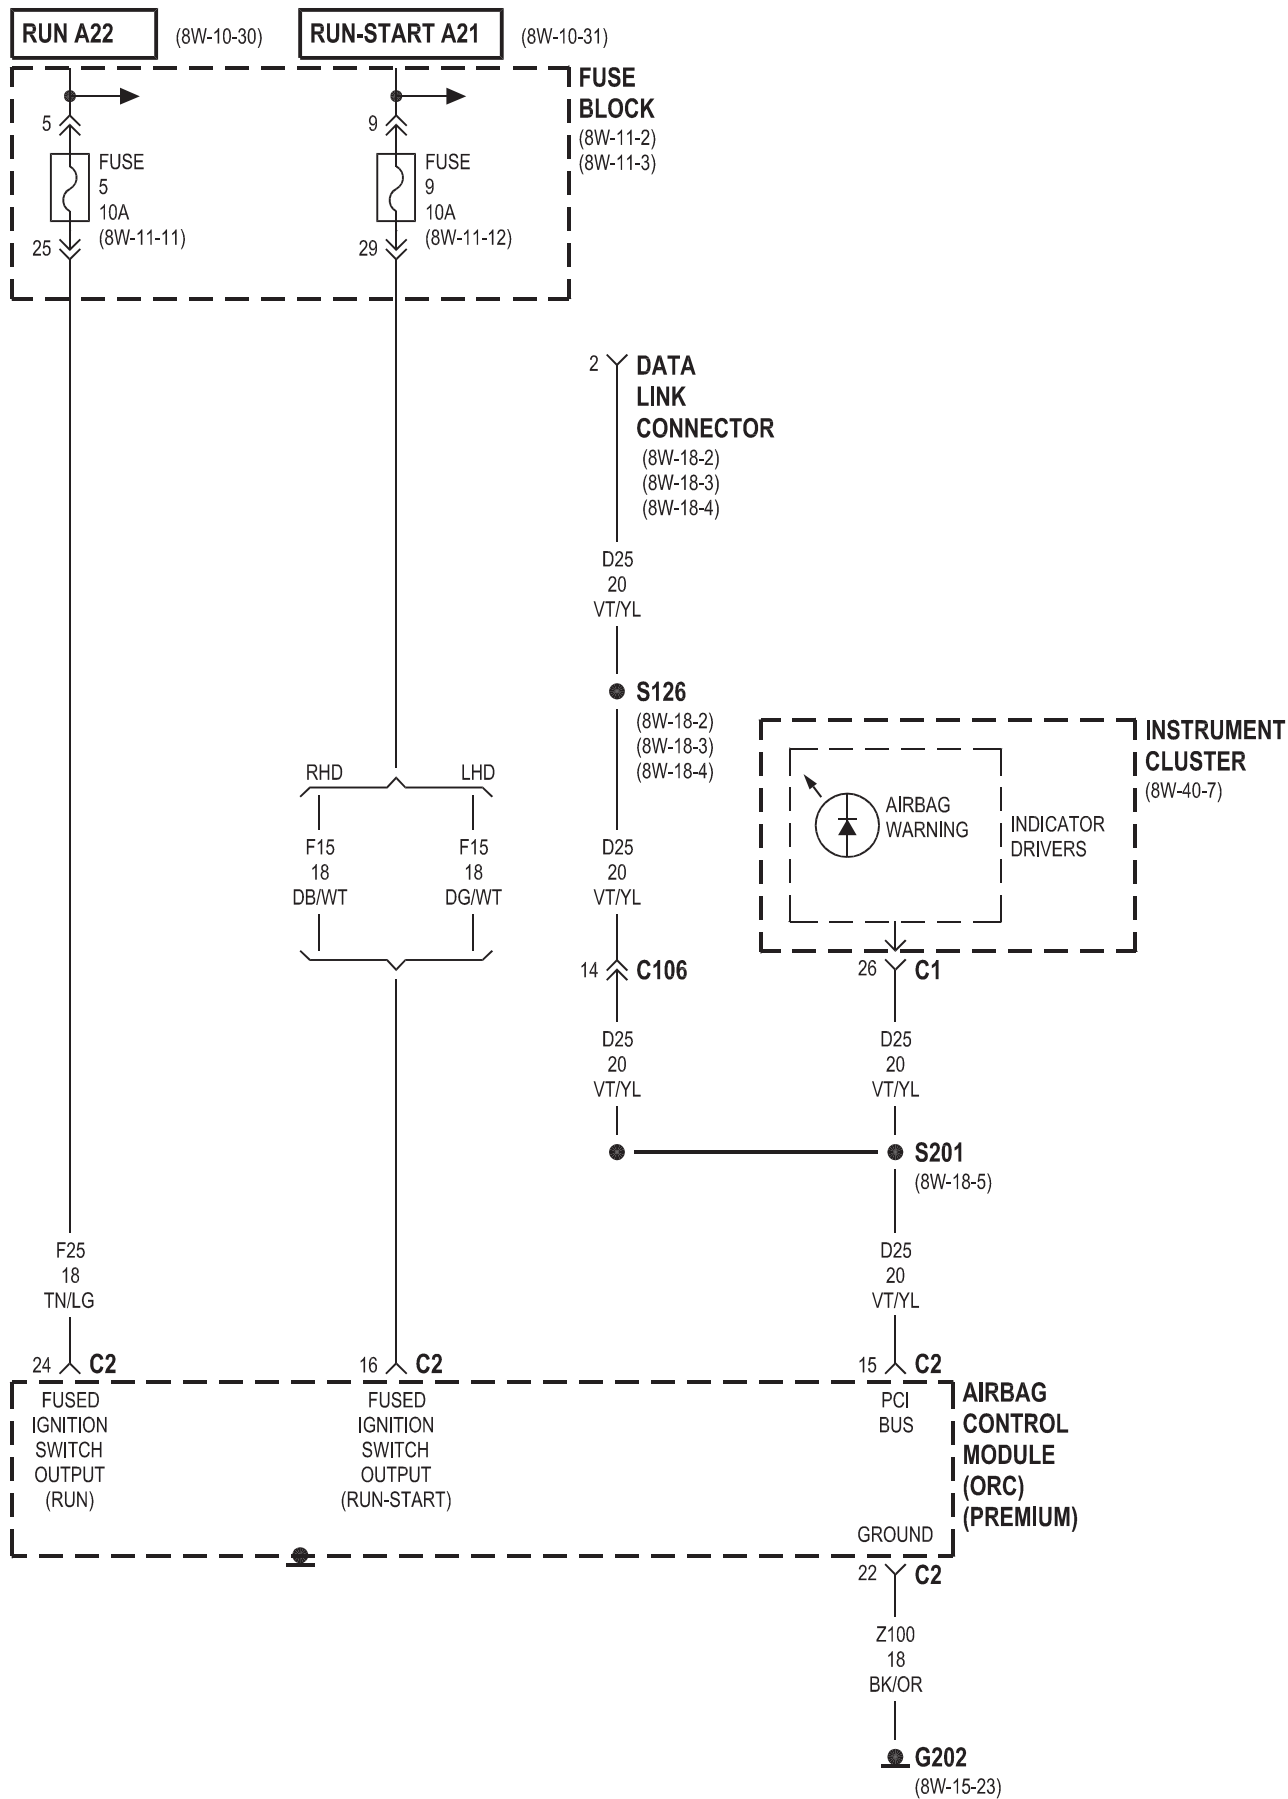 RUN A22
(8W-10-30)
RUN-START A21
(8W-10-31)
FUSE
BLOCK
(8W-11-2)
(8W-11-3)
5
FUSE
5
10A
(8W-11-11)
25
9
FUSE
9
10A
(8W-11-12)
29
2
DATA
LINK
CONNECTOR
(8W-18-2)
(8W-18-3)
(8W-18-4)
D25
20
VT/YL
S126
(8W-18-2)
(8W-18-3)
(8W-18-4)
INSTRUMENT
CLUSTER
(8W-40-7)
AIRBAG
WARNING
INDICATOR
DRIVERS
RHD
LHD
F15
18
DB/WT
F15
18
DG/WT
D25
20
VT/YL
14
C106
26
C1
D25
20
VT/YL
D25
20
VT/YL
S201
(8W-18-5)
F25
18
TN/LG
D25
20
VT/YL
24
C2
16
C2
15
C2
FUSED
IGNITION
SWITCH
OUTPUT
(RUN)
FUSED
IGNITION
SWITCH
OUTPUT
(RUN-START)
PCI
BUS
AIRBAG
CONTROL
MODULE
(ORC)
(PREMIUM)
GROUND
22
C2
Z100
18
BK/OR
G202
(8W-15-23)